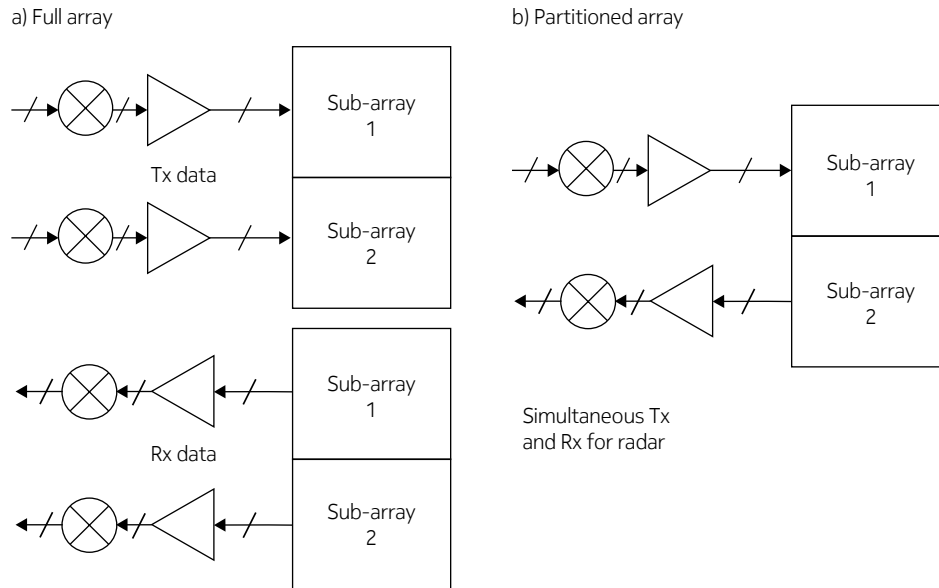 a) Full array
Sub-array
1
Tx data
Sub-array
2
Sub-array
1
Rx data
Sub-array
2
b) Partitioned array
Sub-array
1
Sub-array
2
Simultaneous Tx
and Rx for radar